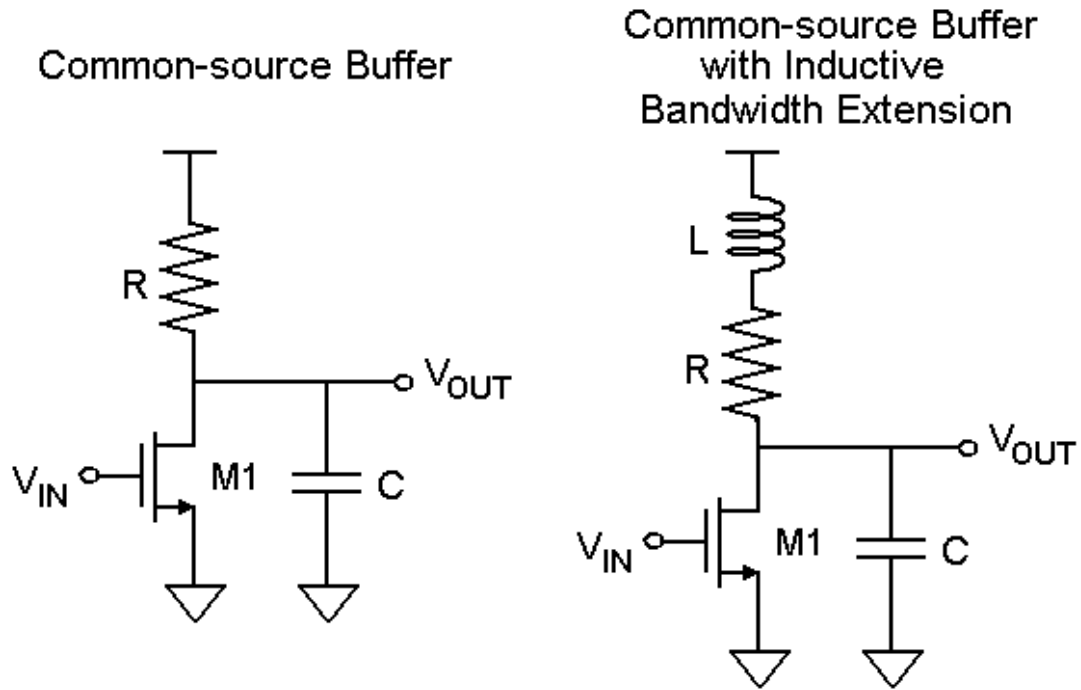 Common-source Buffer
R
VOUT
VIN
M1
C
Common-source Buffer
with Inductive
Bandwidth Extension
L
R
VOUT
VIN
M1
C